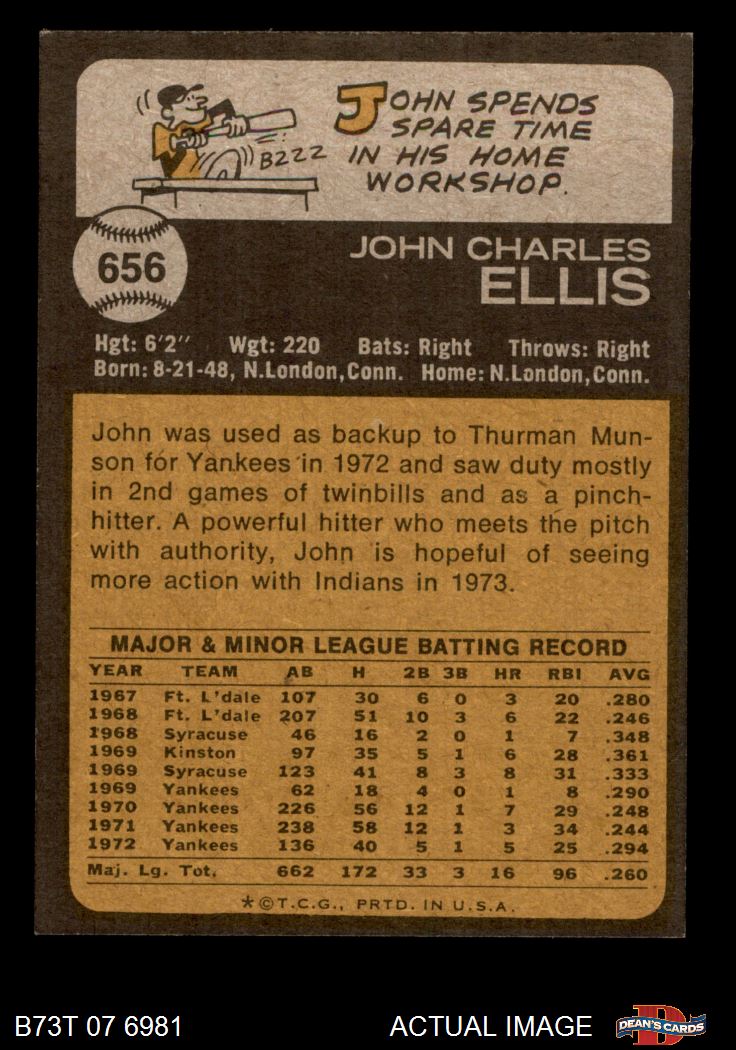 JOHN SPENDS
SPARE TIME
IN HIS HOME
WORKSHOP.
BZZZ
656
JOHN CHARLES
ELLIS
Hgt: 6'2" Wgt: 220 Bats: Right Throws: Right
Born: 8-21-48, N.London,Conn. Home: N.London,Conn.
John was used as backup to Thurman Mun-
son for Yankees in 1972 and saw duty mostly
in 2nd games of twinbills and as a pinch-
hitter. A powerful hitter who meets the pitch
with authority, John is hopeful of seeing
more action with Indians in 1973.
MAJOR & MINOR LEAGUE BATTING RECORD
YEAR TEAM AB H 2B 3B HR RBI AVG
1967 Ft. L'dale 107 30 6 0 3 20 .280
1968 Ft. L'dale 207 51 10 3 6 22 .246
1968 Syracuse 46 16 2 0 1 7 .348
1969 Kinston 97 35 5 1 6 28 .361
1969 Syracuse 123 41 8 3 8 31 .333
1969 Yankees 62 18 4 0 1 8 .290
1970 Yankees 226 56 12 1 7 29 .248
1971 Yankees 238 58 12 1 3 34 .244
1972 Yankees 136 40 5 1 5 25 .294
Maj. Lg. Tot. 662 172 33 3 16 96 .260
*©T.C.G., PRTD. IN U.S.A.
B73T 07 6981 ACTUAL IMAGE
DEAN'S CARDS